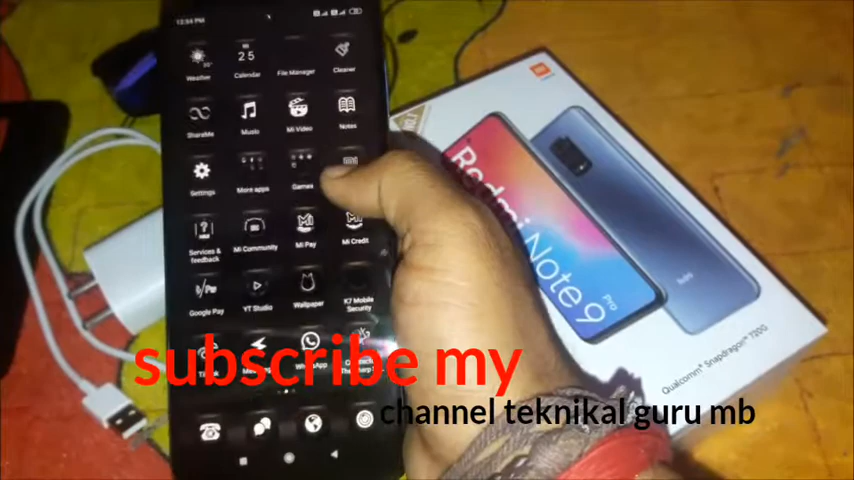 12:54 PM
Weather
Calendar
File Manager
Cleaner
25
ShareMe
Music
Mi Video
Notes
Settings
More apps
Games
Services & feedback
Mi Community
Mi Pay
Mi Credit
Google Pay
YT Studio
Wallpaper
K7 Mobile Security
WhatsApp
Redmi Note 9 Pro
Qualcomm® Snapdragon™ 720G
subscribe my
channel teknikal guru mb